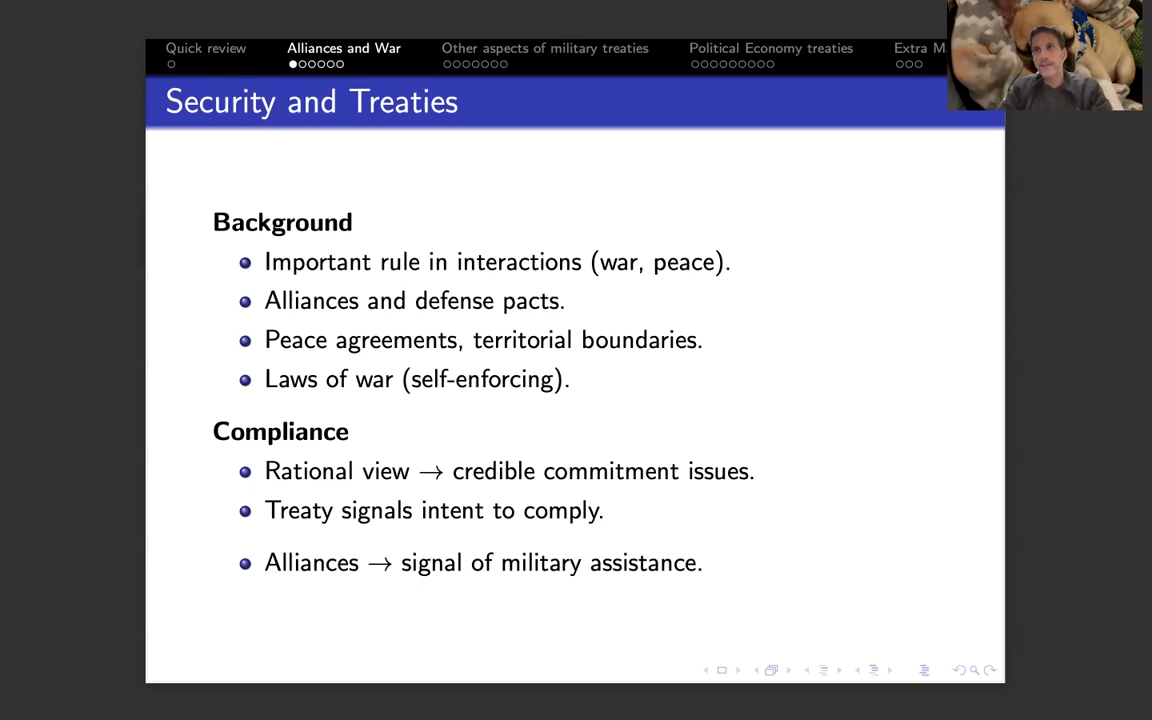 Quick review
Alliances and War
Other aspects of military treaties
Political Economy treaties
Extra M
Security and Treaties
Background
Important rule in interactions (war, peace).
Alliances and defense pacts.
Peace agreements, territorial boundaries.
Laws of war (self-enforcing).
Compliance
Rational view → credible commitment issues.
Treaty signals intent to comply.
Alliances → signal of military assistance.